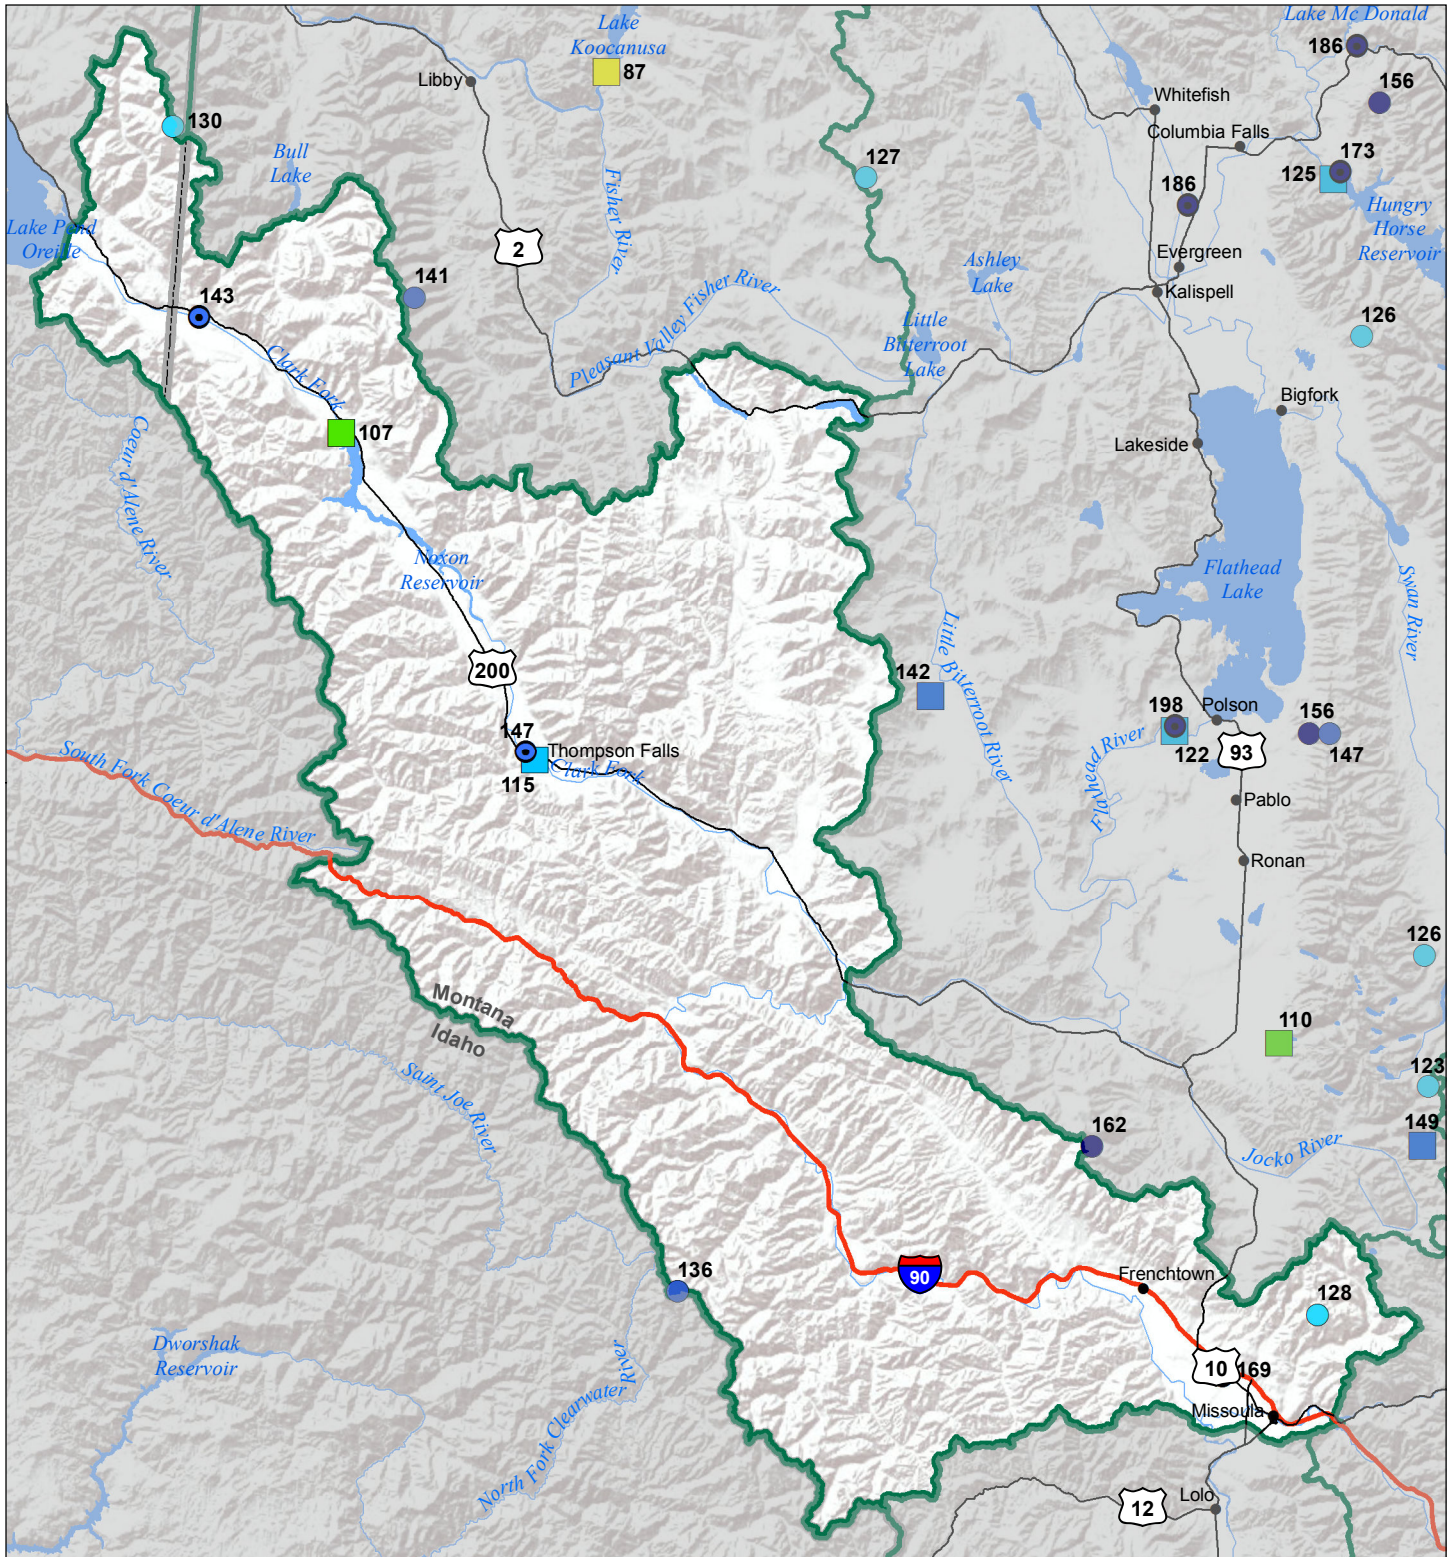 Lake
Koocanusa
87
Libby
Lake Mc Donald
186
156
Whitefish
Columbia Falls
130
Bull
Lake
127
173
125
186
Hungry
Horse
Reservoir
Fisher River
Lake Pend
Oreille
2
Evergreen
Kalispell
Ashley
Lake
141
143
Pleasant Valley Fisher River
Little
Bitterroot
Lake
126
Clark Fork
Bigfork
107
Lakeside
Coeur d'Alene River
Noxon
Reservoir
Flathead
Lake
Swan River
Little Bitterroot River
200
142
198
Polson
156
147
Thompson Falls
122
93
147
115
Clark Fork
Flathead River
South Fork Coeur d'Alene River
Pablo
Ronan
126
Montana
Idaho
110
Saint Joe River
123
162
149
Jocko River
136
90
Frenchtown
128
Dworshak
Reservoir
10
169
Missoula
North Fork Clearwater
River
12
Lolo